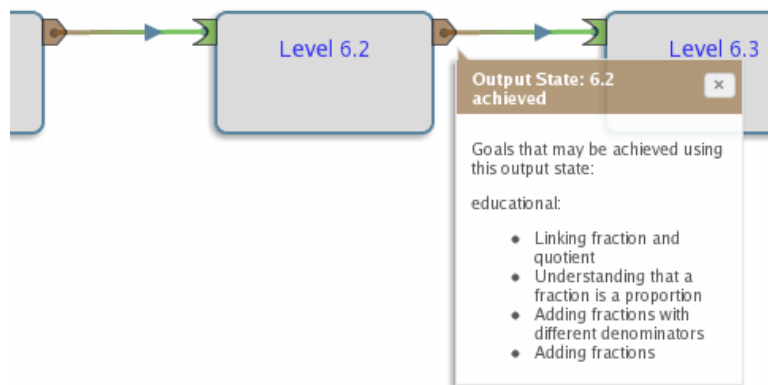 Level 6.2
Level 6.3
Output State: 6.2
achieved
×
Goals that may be achieved using
this output state:
educational:
Linking fraction and
quotient
Understanding that a
fraction is a proportion
Adding fractions with
different denominators
Adding fractions